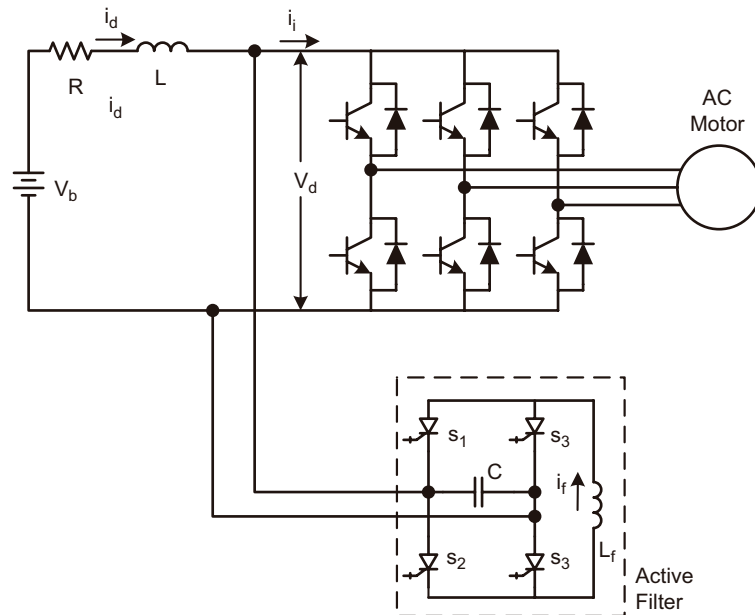 i_d
i_i
R
L
i_d
V_b
V_d
AC
Motor
s_1
s_3
C
i_f
s_2
s_3
L_f
Active
Filter